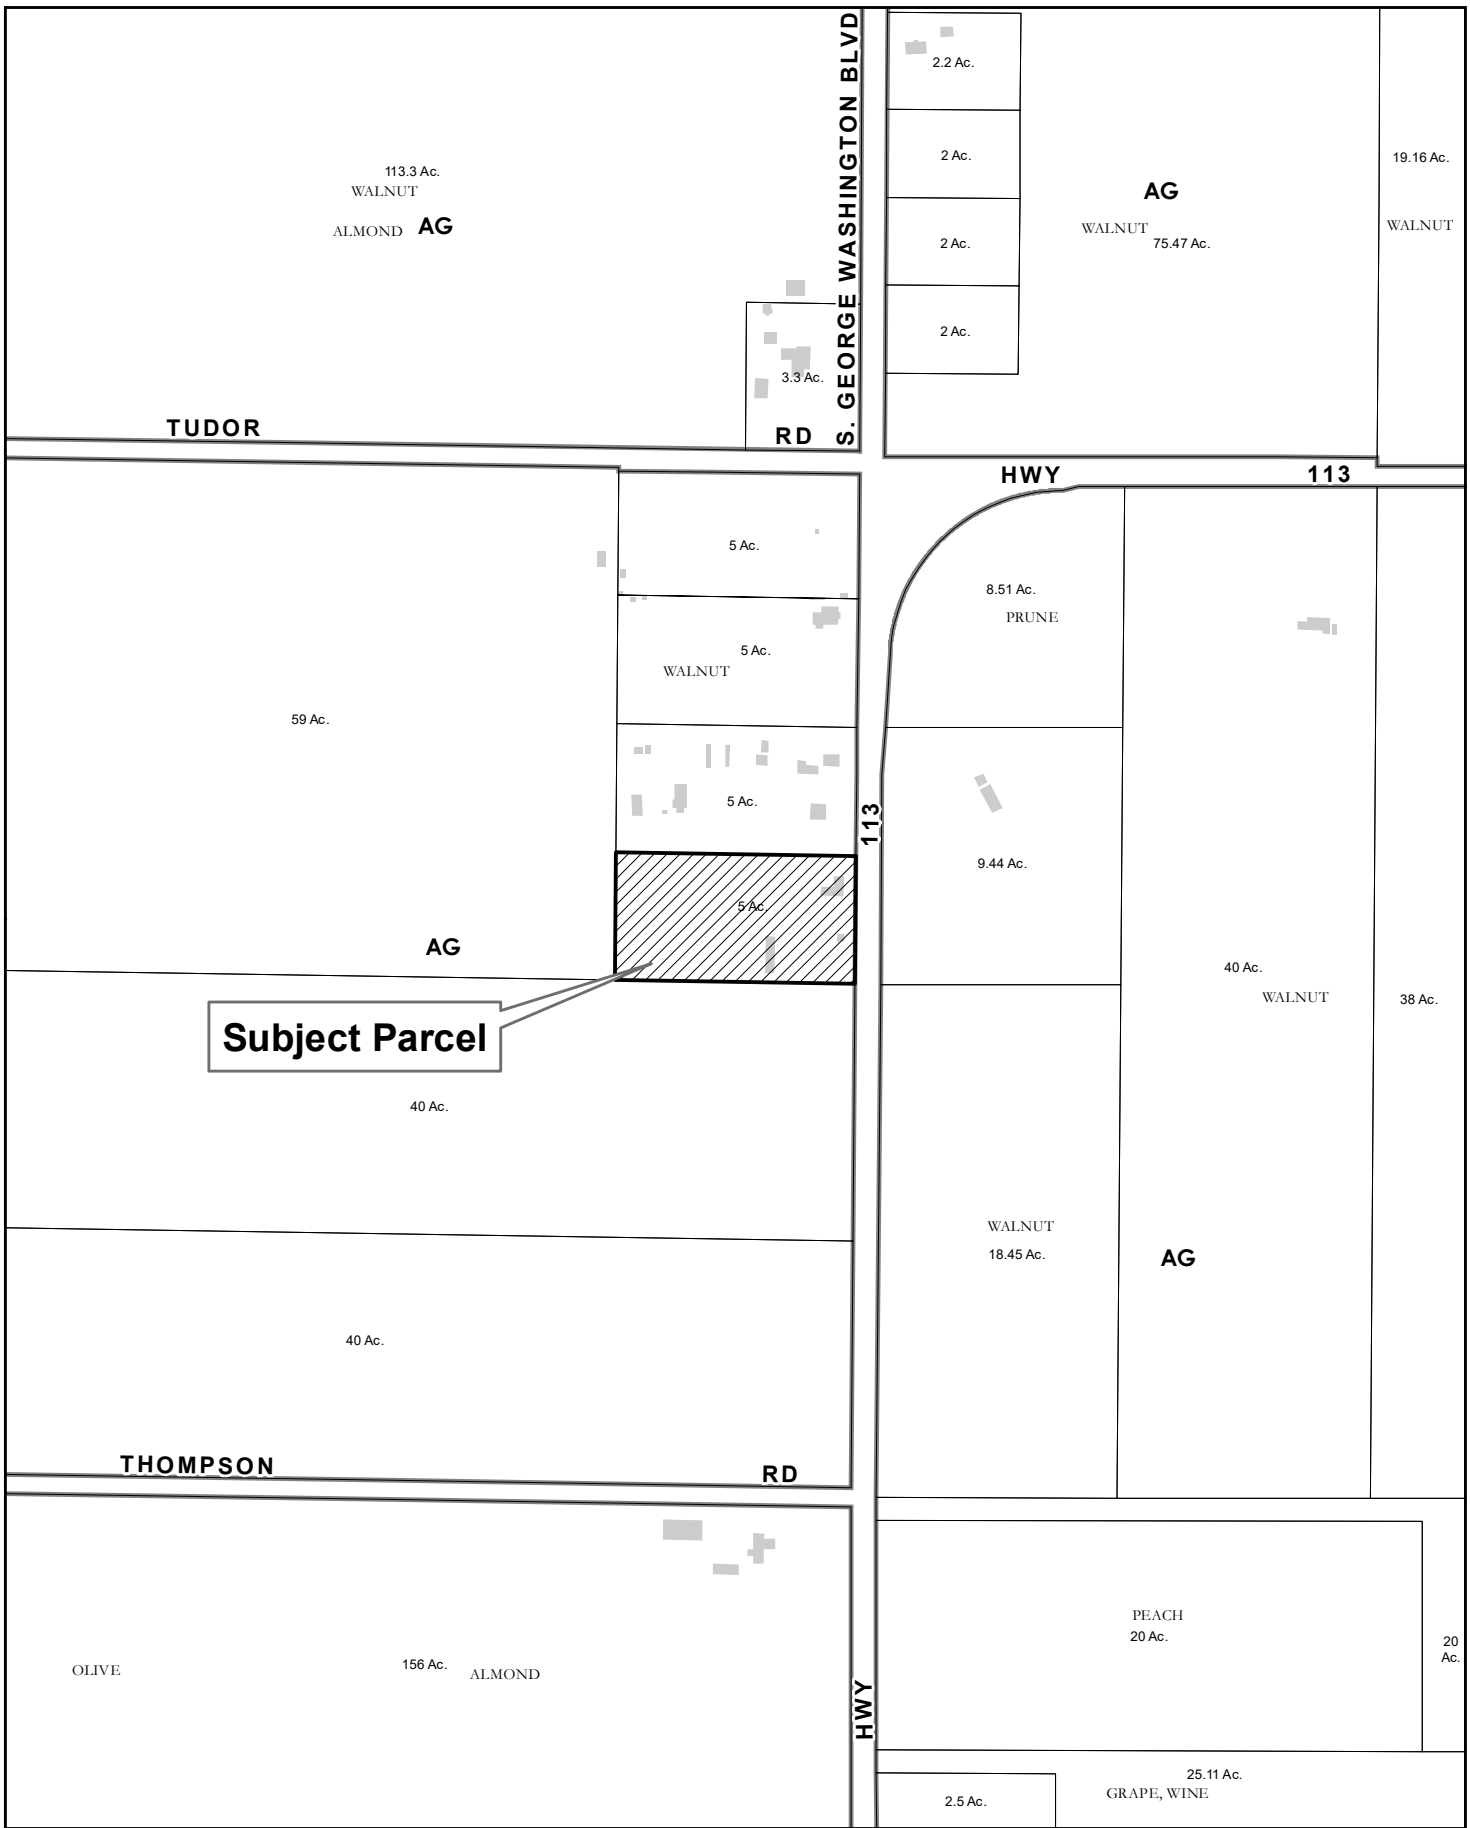 S. GEORGE WASHINGTON BLVD
2.2 Ac.
2 Ac.
2 Ac.
2 Ac.
AG
WALNUT
75.47 Ac.
19.16 Ac.
WALNUT
113.3 Ac.
WALNUT
ALMOND
AG
3.3 Ac.
TUDOR
RD
HWY
113
5 Ac.
5 Ac.
WALNUT
5 Ac.
59 Ac.
8.51 Ac.
PRUNE
113
9.44 Ac.
5 Ac.
AG
Subject Parcel
40 Ac.
40 Ac.
WALNUT
38 Ac.
WALNUT
18.45 Ac.
AG
40 Ac.
THOMPSON
RD
OLIVE
156 Ac.
ALMOND
HWY
PEACH
20 Ac.
20
Ac.
25.11 Ac.
GRAPE, WINE
2.5 Ac.